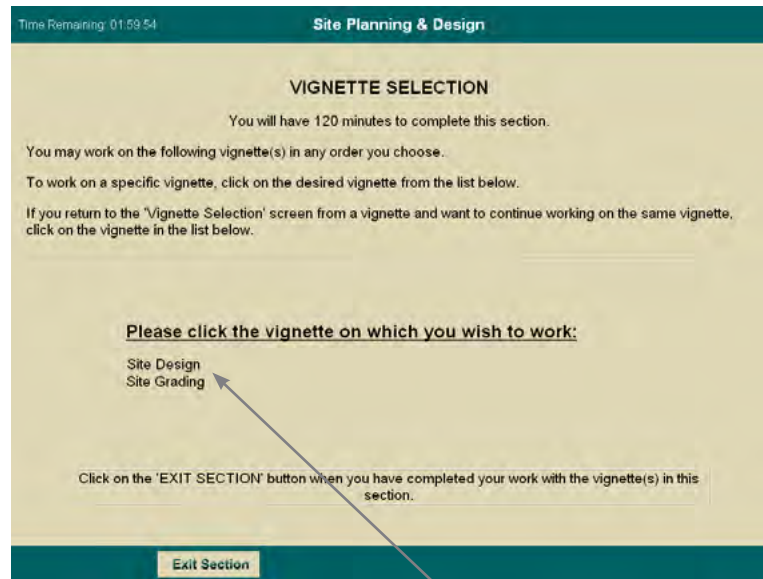 Time Remaining: 01:59:54
Site Planning & Design
VIGNETTE SELECTION
You will have 120 minutes to complete this section.
You may work on the following vignette(s) in any order you choose.
To work on a specific vignette, click on the desired vignette from the list below.
If you return to the 'Vignette Selection' screen from a vignette and want to continue working on the same vignette,
click on the vignette in the list below.
Please click the vignette on which you wish to work:
Site Design
Site Grading
Click on the 'EXIT SECTION' button when you have completed your work with the vignette(s) in this
section.
Exit Section